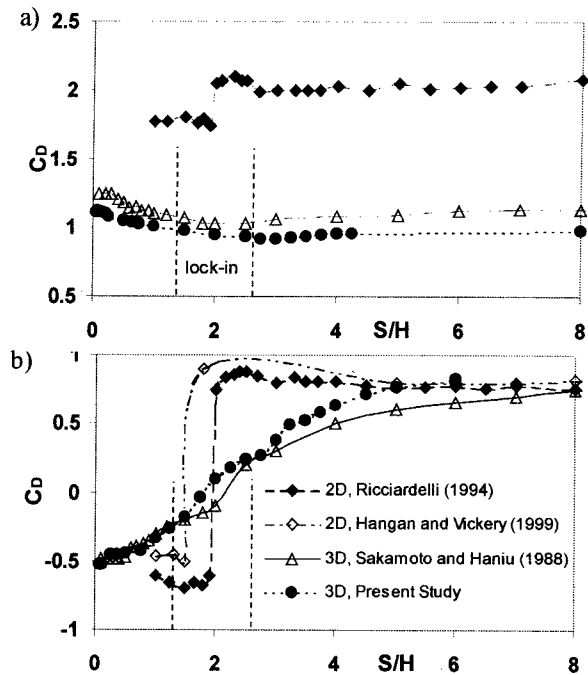 a)
2.5
2
1.5
1
0.5
C_D
lock-in
0 2 4 6 8
S/H
b)
1
0.5
0
-0.5
-1
C_D
2D, Ricciardelli (1994)
2D, Hangan and Vickery (1999)
3D, Sakamoto and Haniu (1988)
3D, Present Study
0 2 4 6 8
S/H